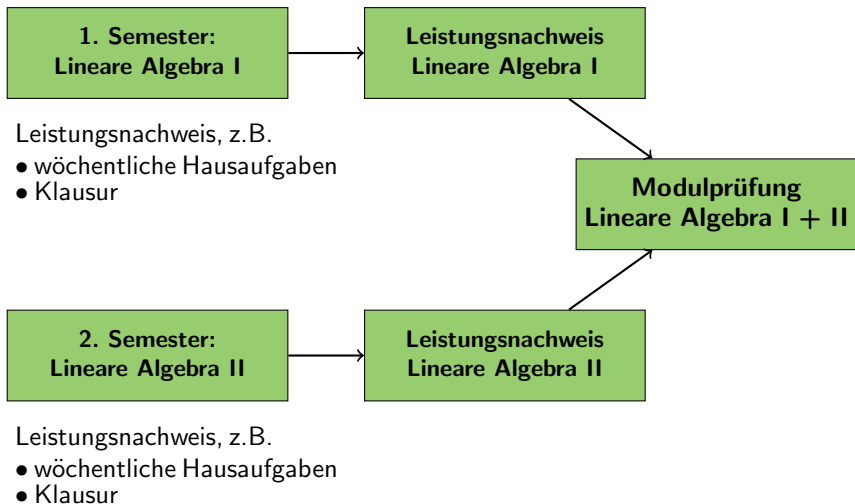 1. Semester:
Lineare Algebra I
Leistungsnachweis
Lineare Algebra I
Leistungsnachweis, z.B.
• wöchentliche Hausaufgaben
• Klausur
Modulprüfung
Lineare Algebra I + II
2. Semester:
Lineare Algebra II
Leistungsnachweis
Lineare Algebra II
Leistungsnachweis, z.B.
• wöchentliche Hausaufgaben
• Klausur